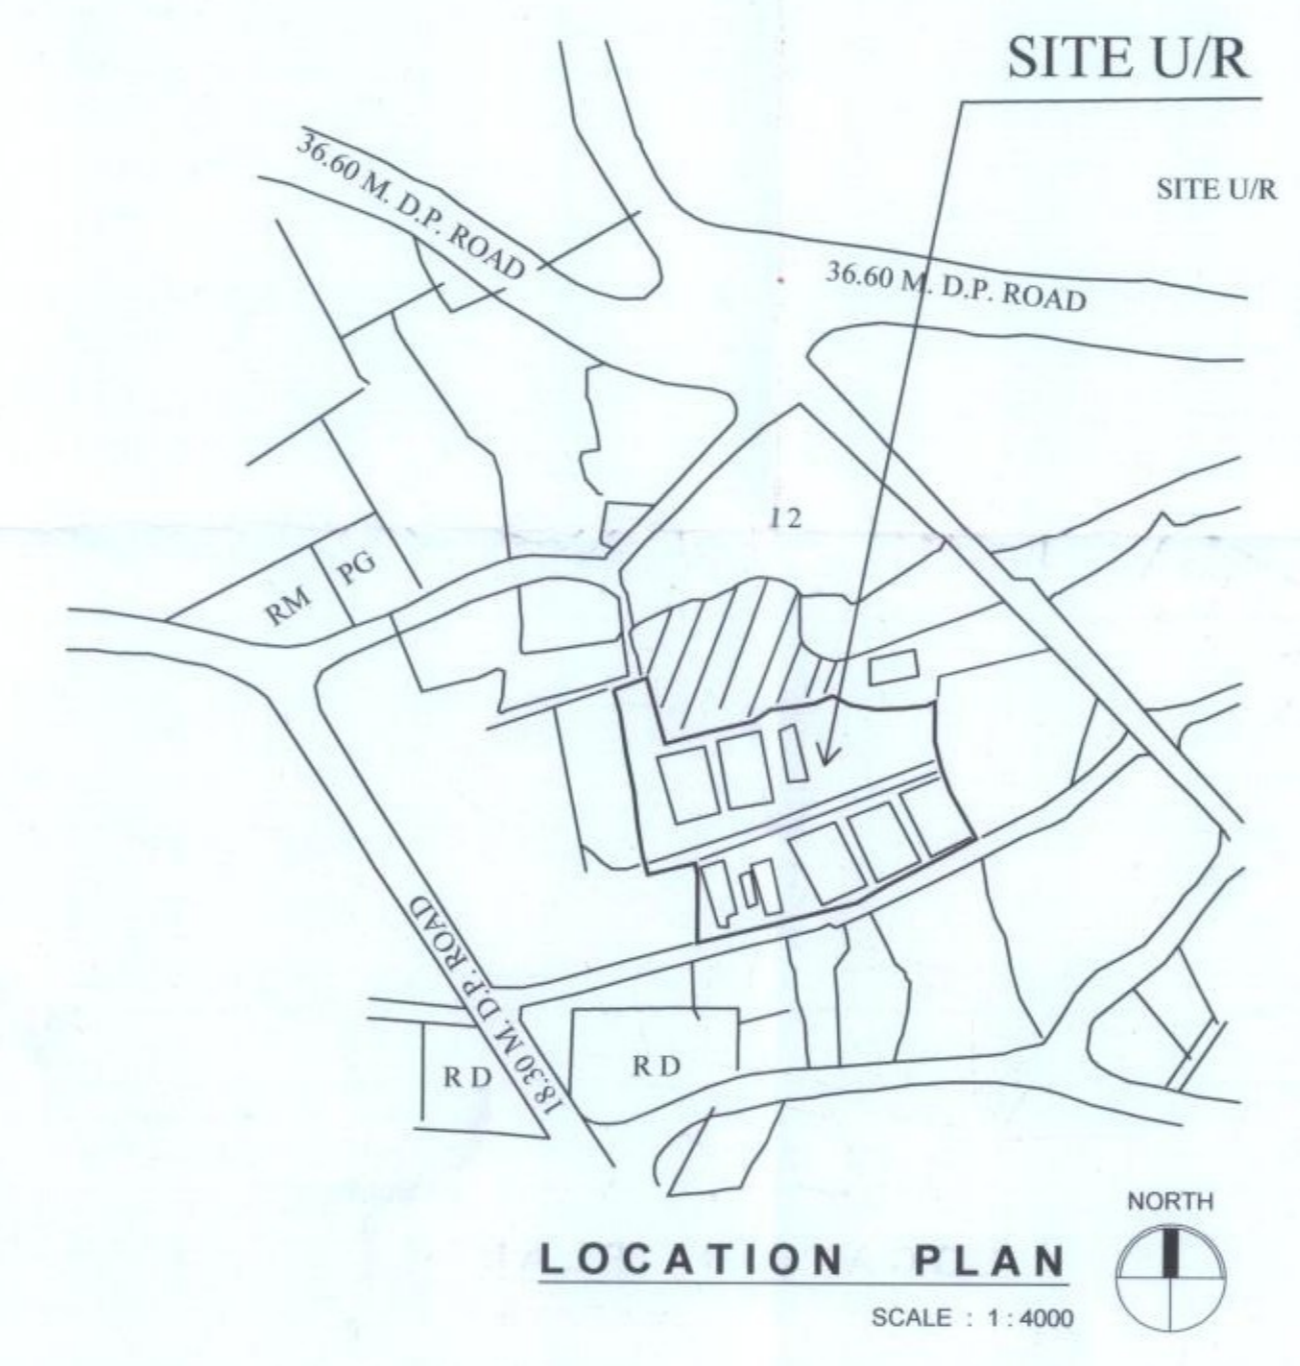 SITE U/R
SITE U/R
36.60 M. D.P. ROAD
36.60 M. D.P. ROAD
12
PG
RM
18.30 M. D.P. ROAD
R D
R D
NORTH
LOCATION PLAN
SCALE : 1 : 4000